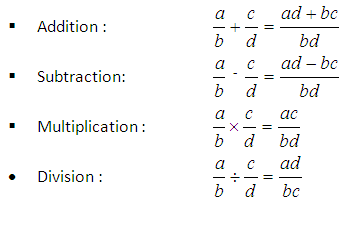 ▪ Addition : a/b + c/d = (ad + bc)/bd
▪ Subtraction: a/b - c/d = (ad − bc)/bd
▪ Multiplication : a/b × c/d = ac/bd
• Division : a/b ÷ c/d = ad/bc